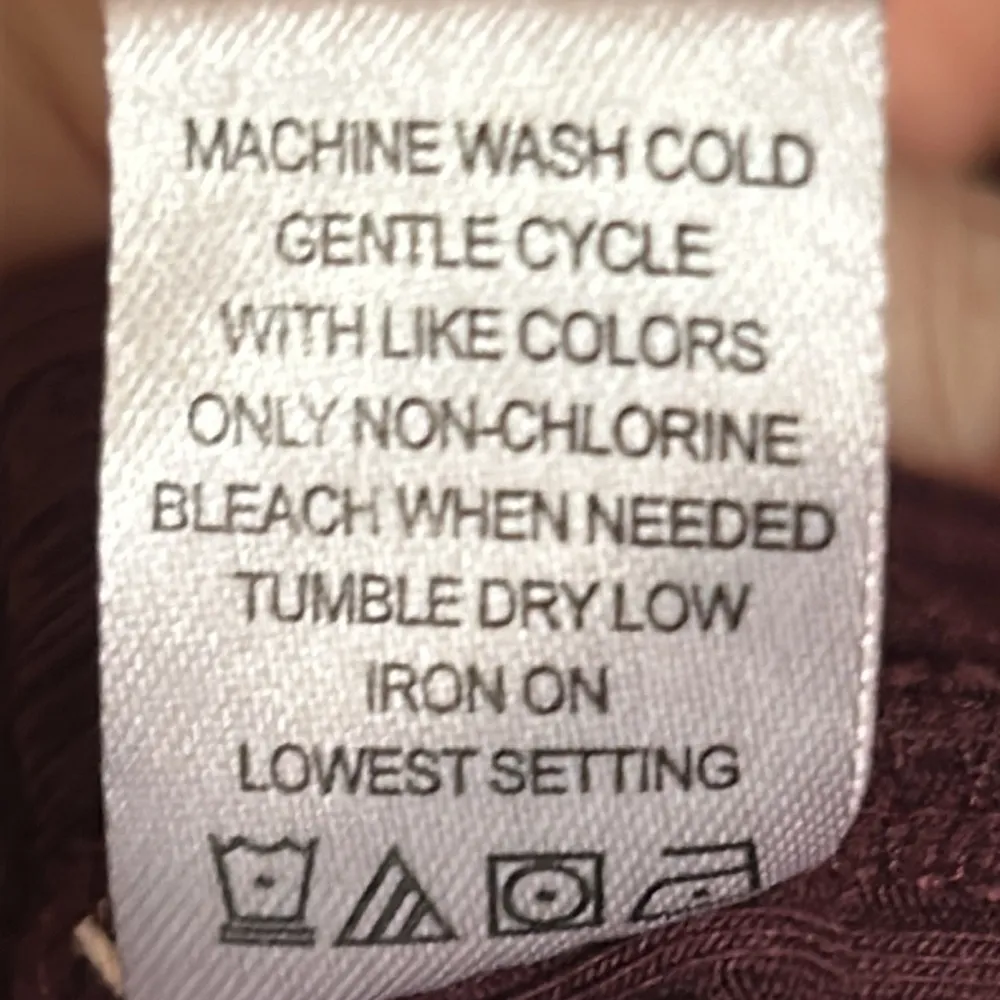 MACHINE WASH COLD
GENTLE CYCLE
WITH LIKE COLORS
ONLY NON-CHLORINE
BLEACH WHEN NEEDED
TUMBLE DRY LOW
IRON ON
LOWEST SETTING